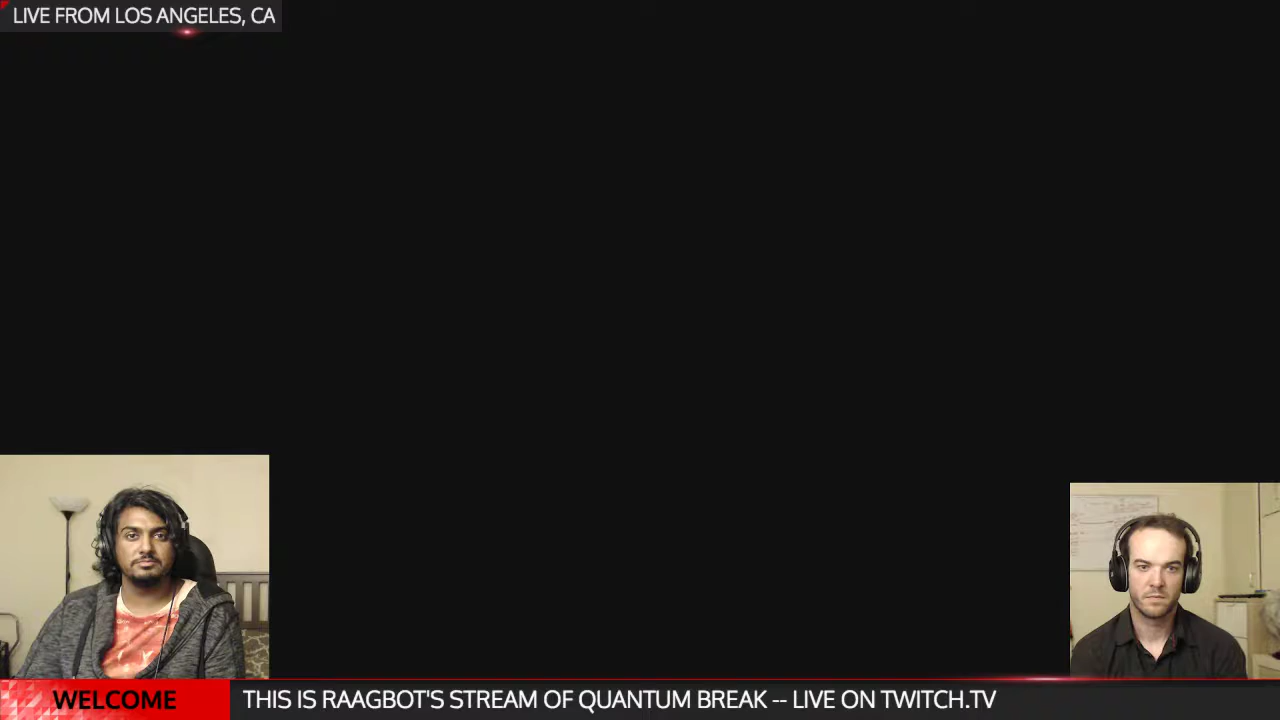 LIVE FROM LOS ANGELES, CA
WELCOME
THIS IS RAAGBOT'S STREAM OF QUANTUM BREAK -- LIVE ON TWITCH.TV